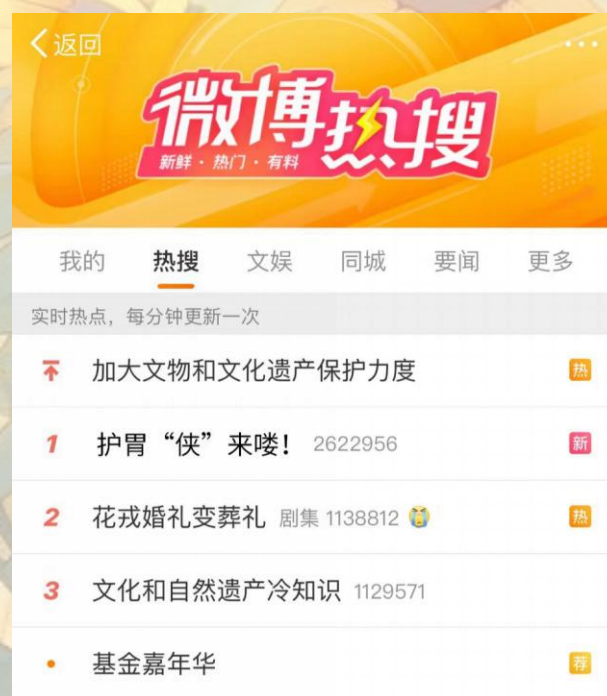 返回
微博热搜
新鲜·热门·有料
我的 热搜 文娱 同城 要闻 更多
实时热点,每分钟更新一次
加大文物和文化遗产保护力度 热
1 护胃“侠”来喽! 2622956 新
2 花戎婚礼变葬礼 剧集 1138812 热
3 文化和自然遗产冷知识 1129571
• 基金嘉年华 荐